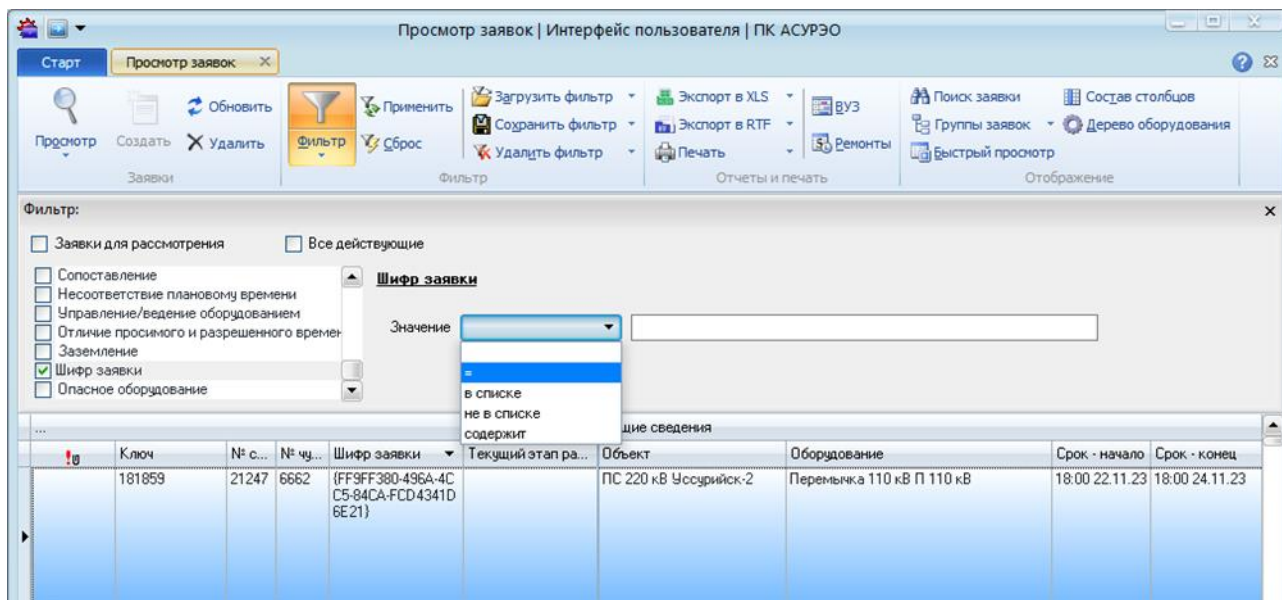 Просмотр заявок | Интерфейс пользователя | ПК АСУРЭО
Старт
Просмотр заявок
Просмотр
Создать
Обновить
Удалить
Заявки
Фильтр
Применить
Сброс
Загрузить фильтр
Сохранить фильтр
Удалить фильтр
Фильтр
Экспорт в XLS
Экспорт в RTF
Печать
ВУЗ
Ремонты
Отчеты и печать
Поиск заявки
Группы заявок
Быстрый просмотр
Состав столбцов
Дерево оборудования
Отображение
Фильтр:
Заявки для рассмотрения
Все действующие
Сопоставление
Несоответствие плановому времени
Управление/ведение оборудованием
Отличие просимого и разрешенного времен
Заземление
Шифр заявки
Опасное оборудование
Шифр заявки
Значение
=
в списке
не в списке
содержит
... щие сведения
Ключ № с... № чу... Шифр заявки Текущий этап ра... Объект Оборудование Срок - начало Срок - конец
181859 21247 6662 {FF9FF380-496A-4C ПС 220 кВ Уссурийск-2 Перемычка 110 кВ П 110 кВ 18:00 22.11.23 18:00 24.11.23
C5-84CA-FCD4341D
6E21}